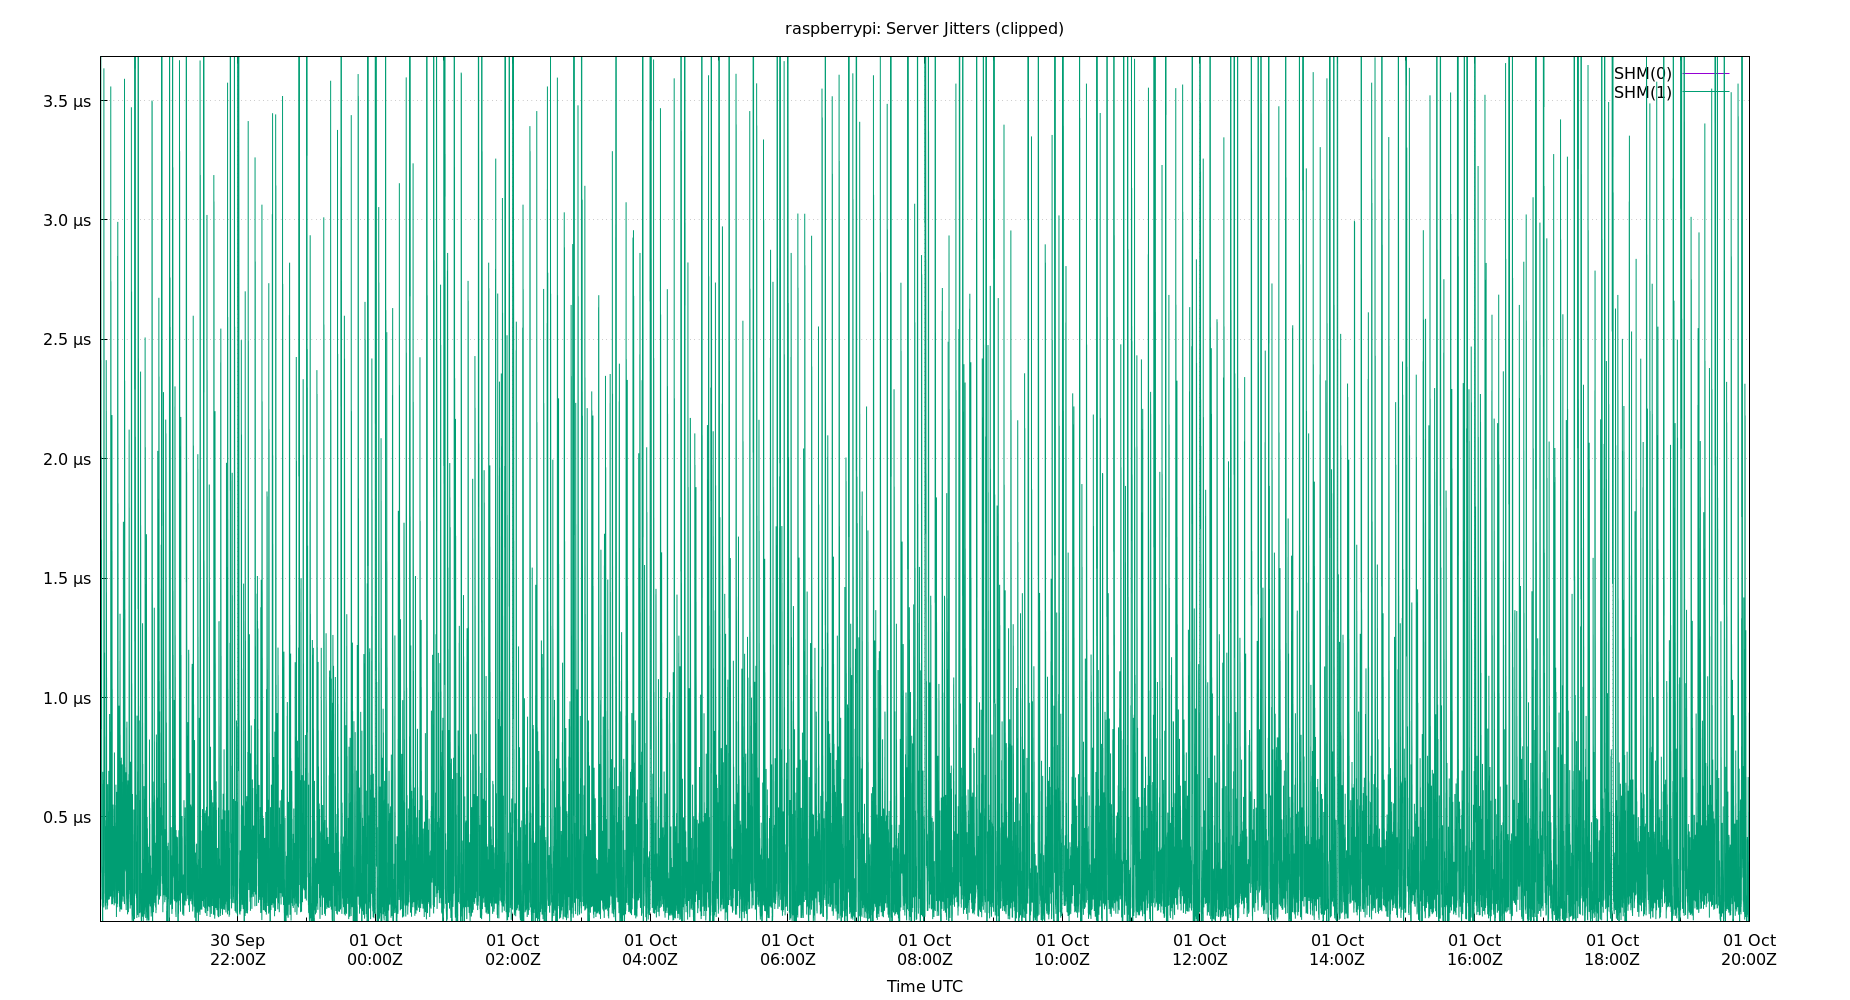 raspberrypi: Server Jitters (clipped)
SHM(0)
SHM(1)
3.5 µs
3.0 µs
2.5 µs
2.0 µs
1.5 µs
1.0 µs
0.5 µs
30 Sep 01 Oct 01 Oct 01 Oct 01 Oct 01 Oct 01 Oct 01 Oct 01 Oct 01 Oct 01 Oct 01 Oct
22:00Z 00:00Z 02:00Z 04:00Z 06:00Z 08:00Z 10:00Z 12:00Z 14:00Z 16:00Z 18:00Z 20:00Z
Time UTC